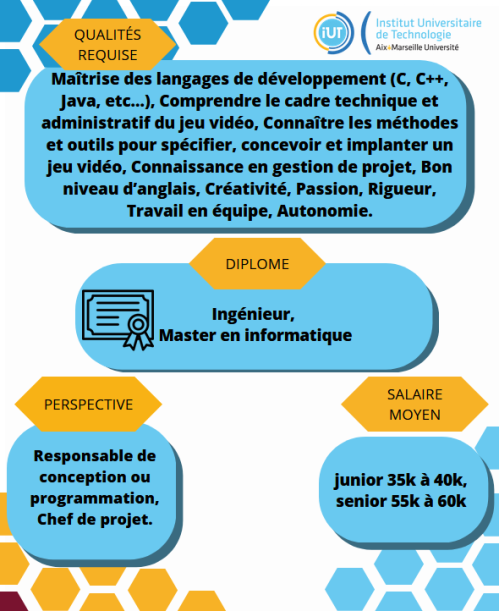 QUALITÉS
REQUISE
iUT
Institut Universitaire
de Technologie
Aix*Marseille Université
Maîtrise des langages de développement (C, C++,
Java, etc...), Comprendre le cadre technique et
administratif du jeu vidéo, Connaître les méthodes
et outils pour spécifier, concevoir et implanter un
jeu vidéo, Connaissance en gestion de projet, Bon
niveau d’anglais, Créativité, Passion, Rigueur,
Travail en équipe, Autonomie.
DIPLOME
Ingénieur,
Master en informatique
PERSPECTIVE
Responsable de
conception ou
programmation,
Chef de projet.
SALAIRE
MOYEN
junior 35k à 40k,
senior 55k à 60k